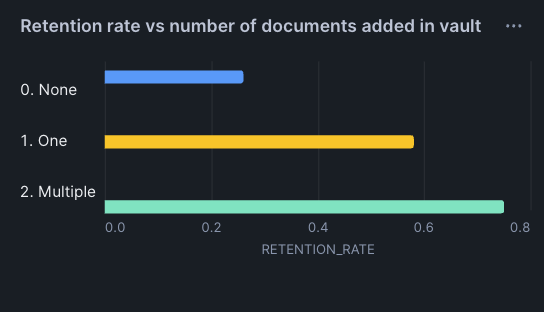 Retention rate vs number of documents added in vault
0. None
1. One
2. Multiple
0.0 0.2 0.4 0.6 0.8
RETENTION_RATE